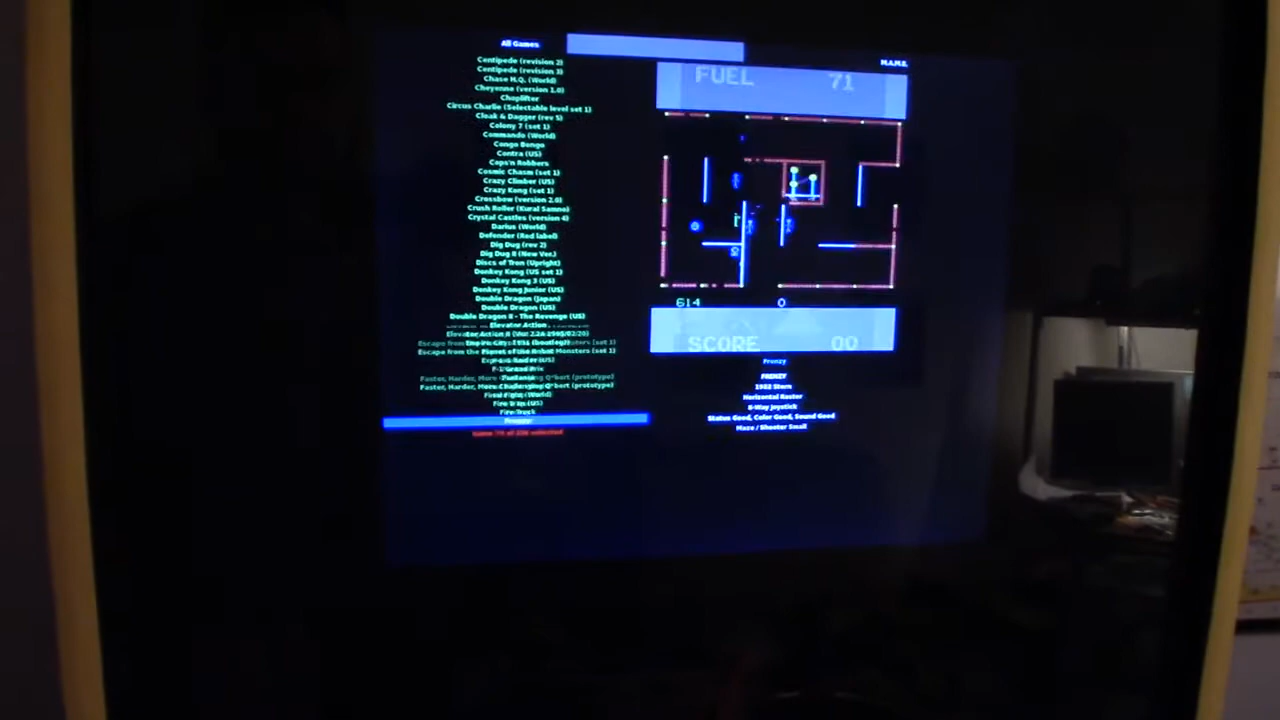 All Games
Centipede (revision 2)
Centipede (revision 3)
Chase H.Q. (World)
Cheyenne (version 1.0)
Choplifter
Circus Charlie (Selectable level set 1)
Cloak & Dagger (rev 5)
Colony 7 (set 1)
Commando (World)
Congo Bongo
Contra (US)
Cops'n Robbers
Cosmic Chasm (set 1)
Crazy Climber (US)
Crazy Kong (set 1)
Crossbow (version 2.0)
Crush Roller (Kural Samno)
Crystal Castles (version 4)
Darius (World)
Defender (Red label)
Dig Dug (rev 2)
Dig Dug II (New Ver.)
Discs of Tron (Upright)
Donkey Kong (US set 1)
Donkey Kong 3 (US)
Donkey Kong Junior (US)
Double Dragon (Japan)
Double Dragon (US)
Double Dragon II - The Revenge (US)
Elevator Action
Escape from the Planet of the Robot Monsters (set 1)
Faster, Harder, More Challenging Q*bert (prototype)
Fire Truck
M.A.M.E.
FUEL 71
614 0
SCORE 00
Frenzy
FRENZY
1982 Stern
Horizontal Raster
8-Way Joystick
Status Good, Color Good, Sound Good
Maze / Shooter Small